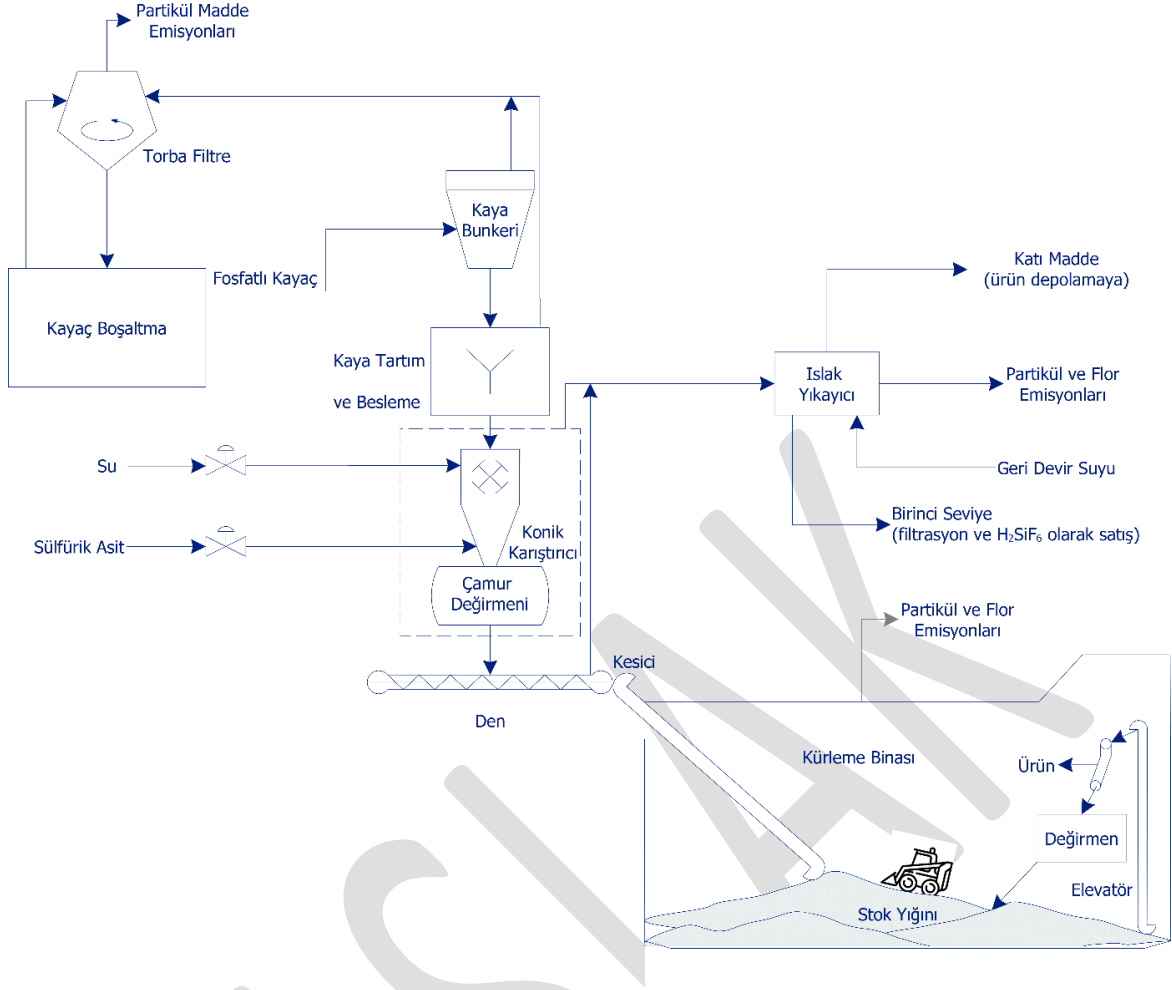 Partikül Madde
Emisyonları
Torba Filtre
Kaya
Bunkeri
Fosfatlı Kayaç
Kayaç Boşaltma
Katı Madde
(ürün depolamaya)
Kaya Tartım
ve Besleme
Islak
Yıkayıcı
Partikül ve Flor
Emisyonları
Su
Geri Devir Suyu
Sülfürik Asit
Konik
Karıştırıcı
Birinci Seviye
(filtrasyon ve H₂SiF₆ olarak satış)
Çamur
Değirmeni
Partikül ve Flor
Emisyonları
Kesici
Den
Kürleme Binası
Ürün
Değirmen
Elevatör
Stok Yığını